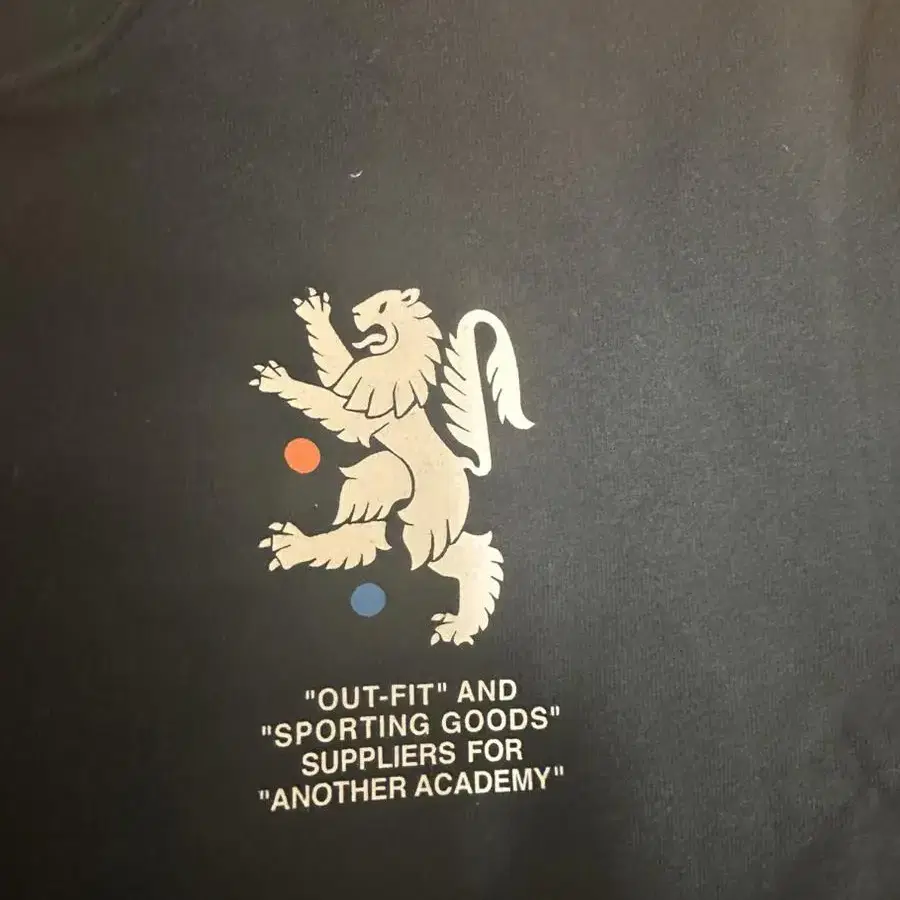 "OUT-FIT" AND
"SPORTING GOODS"
SUPPLIERS FOR
"ANOTHER ACADEMY"